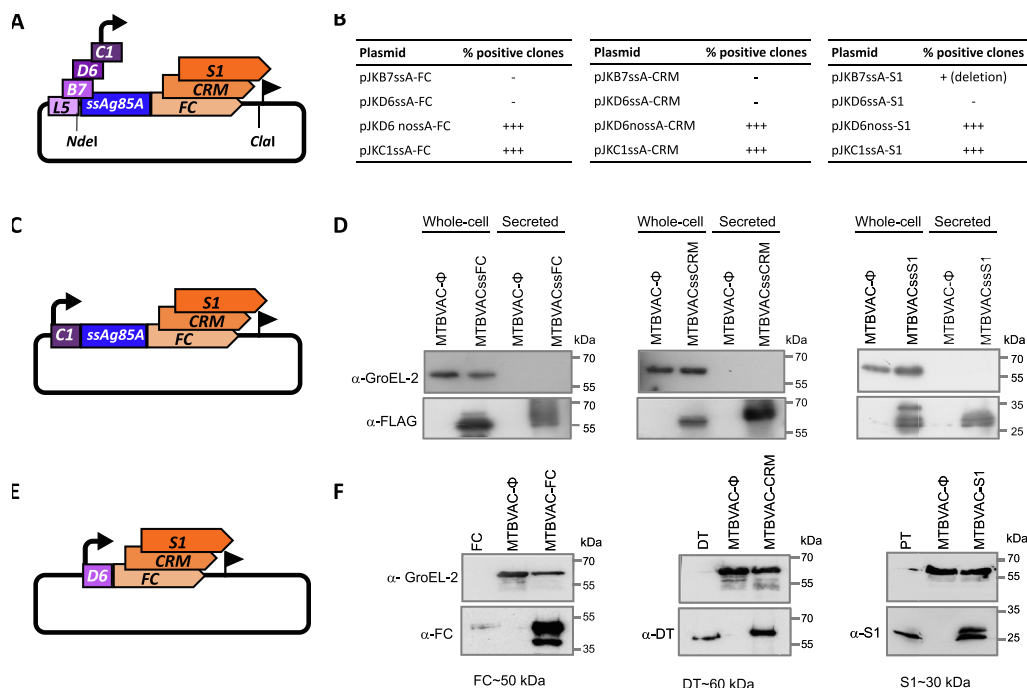 A
C1
D6
B7
L5
ssAg85A
S1
CRM
FC
NdeI
ClaI
B
Plasmid % positive clones
pJKB7ssA-FC -
pJKD6ssA-FC -
pJKD6 nossA-FC +++
pJKC1ssA-FC +++
Plasmid % positive clones
pJKB7ssA-CRM -
pJKD6ssA-CRM -
pJKD6nossA-CRM +++
pJKC1ssA-CRM +++
Plasmid % positive clones
pJKB7ssA-S1 + (deletion)
pJKD6ssA-S1 -
pJKD6noss-S1 +++
pJKC1ssA-S1 +++
C
C1
ssAg85A
S1
CRM
FC
D
Whole-cell Secreted
MTBVAC-Φ
MTBVACssFC
MTBVAC-Φ
MTBVACssFC
kDa
α-GroEL-2
70
55
α-FLAG
70
55
Whole-cell Secreted
MTBVAC-Φ
MTBVACssCRM
MTBVAC-Φ
MTBVACssCRM
kDa
70
55
70
55
Whole-cell Secreted
MTBVAC-Φ
MTBVACssS1
MTBVAC-Φ
MTBVACssS1
kDa
70
55
35
25
E
D6
S1
CRM
FC
F
FC
MTBVAC-Φ
MTBVAC-FC
kDa
α- GroEL-2
70
55
α-FC
55
35
FC~50 kDa
DT
MTBVAC-Φ
MTBVAC-CRM
kDa
70
55
α-DT
70
55
DT~60 kDa
PT
MTBVAC-Φ
MTBVAC-S1
kDa
70
55
α-S1
35
25
S1~30 kDa